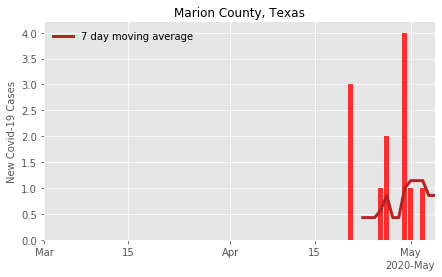 Marion County, Texas
7 day moving average
New Covid-19 Cases
4.0
3.5
3.0
2.5
2.0
1.5
1.0
0.5
0.0
Mar
15
Apr
15
May
2020-May